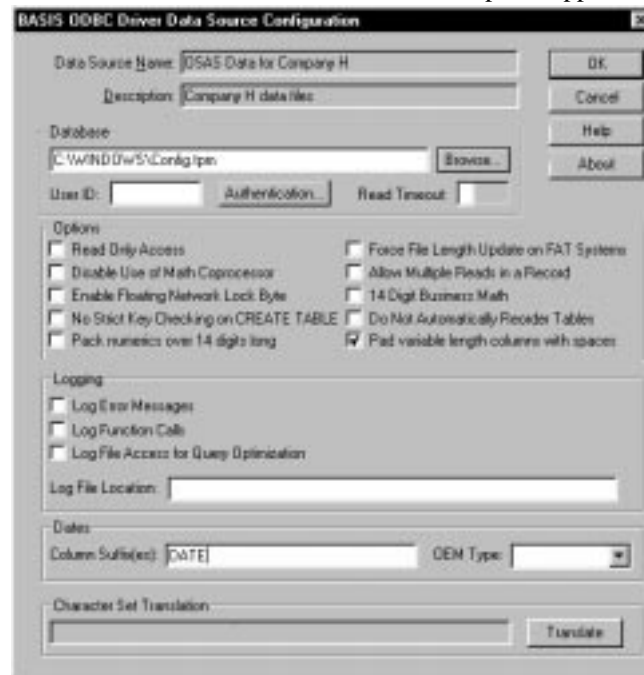 BASIS ODBC Driver Data Source Configuration
Data Source Name: OSAS Data for Company H
OK
Description: Company H data files
Cancel
Database
Help
C:\WINDOWS\Config.tpm
Browse...
About
User ID:
Authentication...
Read Timeout:
Options
Read Only Access
Force File Length Update on FAT Systems
Disable Use of Math Coprocessor
Allow Multiple Reads in a Record
Enable Floating Network Lock Byte
14 Digit Business Math
No Strict Key Checking on CREATE TABLE
Do Not Automatically Reorder Tables
Pack numerics over 14 digits long
Pad variable length columns with spaces
Logging
Log Error Messages
Log Function Calls
Log File Access for Query Optimization
Log File Location:
Dates
Column Suffix(es): DATE
OEM Type:
Character Set Translation
Translate